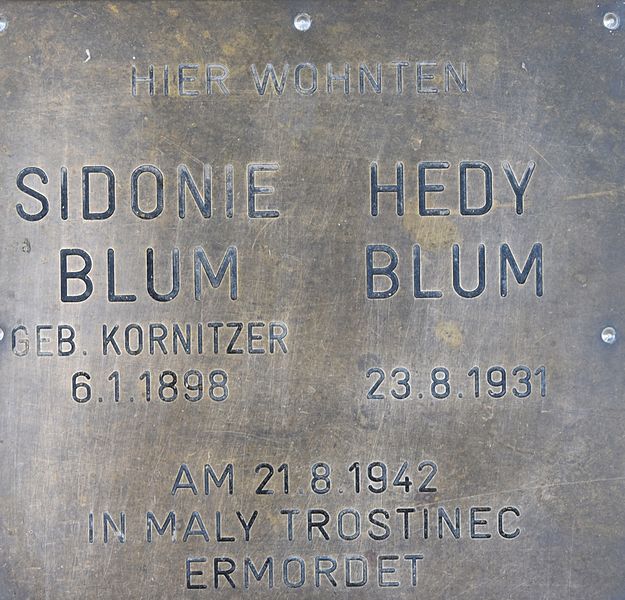 HIER WOHNTEN
SIDONIE HEDY
BLUM BLUM
GEB. KORNITZER
6.1.1898 23.8.1931
AM 21.8.1942
IN MALY TROSTINEC
ERMORDET